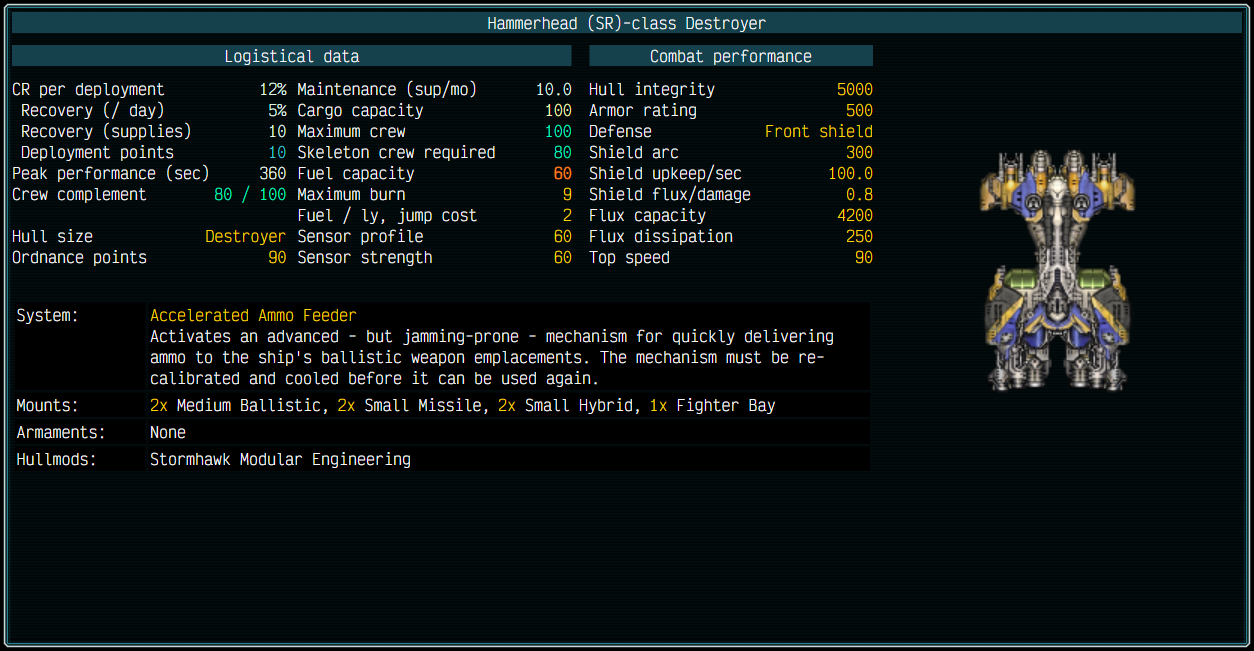 Hammerhead (SR)-class Destroyer
Logistical data
CR per deployment 12% Maintenance (sup/mo) 10.0
Recovery (/ day) 5% Cargo capacity 100
Recovery (supplies) 10 Maximum crew 100
Deployment points 10 Skeleton crew required 80
Peak performance (sec) 360 Fuel capacity 60
Crew complement 80 / 100 Maximum burn 9
Fuel / ly, jump cost 2
Hull size Destroyer Sensor profile 60
Ordnance points 90 Sensor strength 60
Combat performance
Hull integrity 5000
Armor rating 500
Defense Front shield
Shield arc 300
Shield upkeep/sec 100.0
Shield flux/damage 0.8
Flux capacity 4200
Flux dissipation 250
Top speed 90
System: Accelerated Ammo Feeder
Activates an advanced - but jamming-prone - mechanism for quickly delivering
ammo to the ship's ballistic weapon emplacements. The mechanism must be re-
calibrated and cooled before it can be used again.
Mounts: 2x Medium Ballistic, 2x Small Missile, 2x Small Hybrid, 1x Fighter Bay
Armaments: None
Hullmods: Stormhawk Modular Engineering